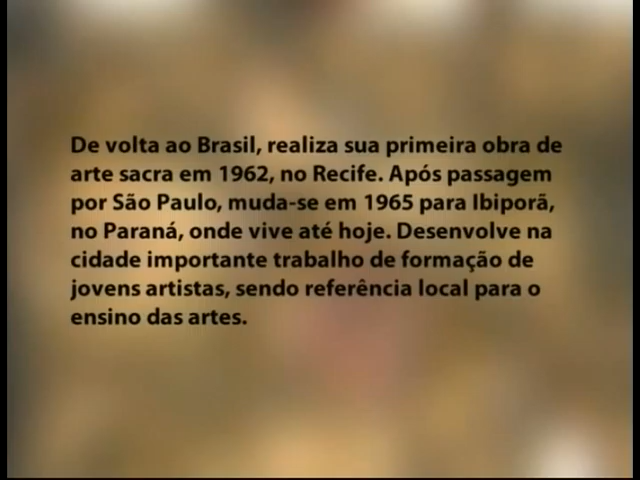 De volta ao Brasil, realiza sua primeira obra de
arte sacra em 1962, no Recife. Após passagem
por São Paulo, muda-se em 1965 para Ibiporã,
no Paraná, onde vive até hoje. Desenvolve na
cidade importante trabalho de formação de
jovens artistas, sendo referência local para o
ensino das artes.